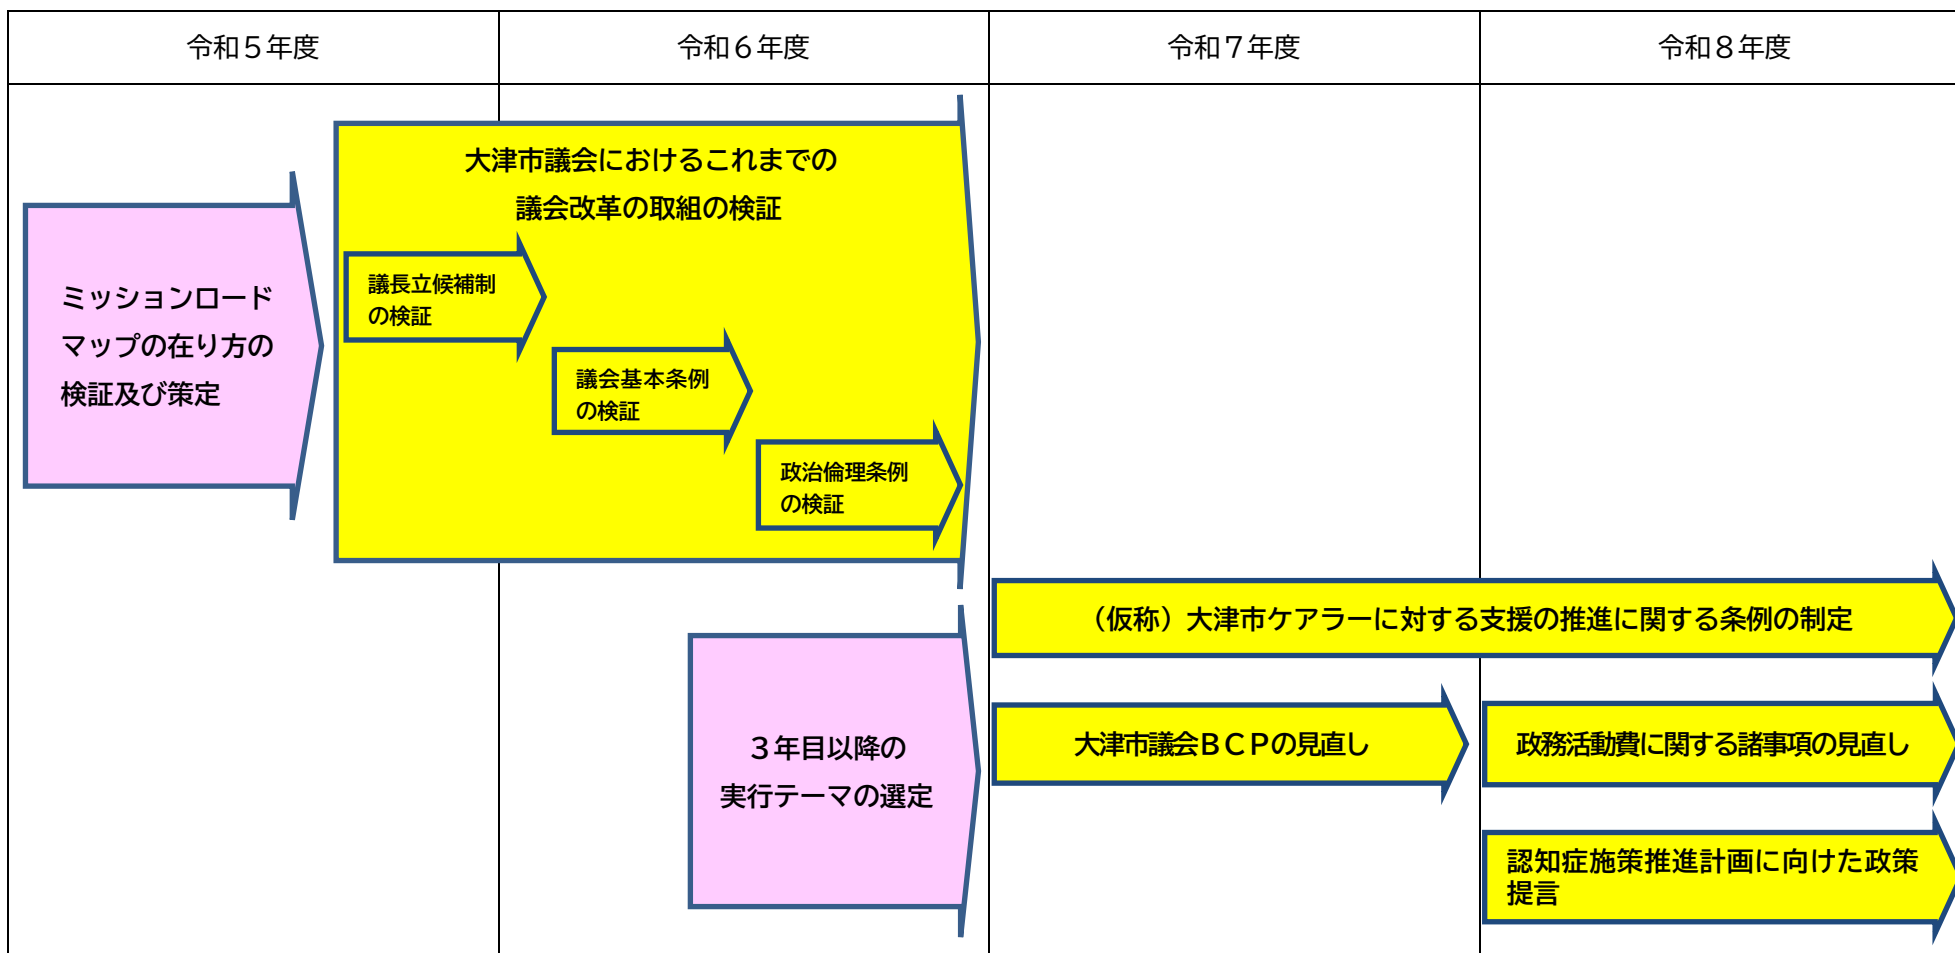 令和５年度
令和６年度
令和７年度
令和８年度
大津市議会におけるこれまでの
議会改革の取組の検証
ミッションロード
マップの在り方の
検証及び策定
議長立候補制
の検証
議会基本条例
の検証
政治倫理条例
の検証
（仮称）大津市ケアラーに対する支援の推進に関する条例の制定
３年目以降の
実行テーマの選定
大津市議会ＢＣＰの見直し
政務活動費に関する諸事項の見直し
認知症施策推進計画に向けた政策
提言